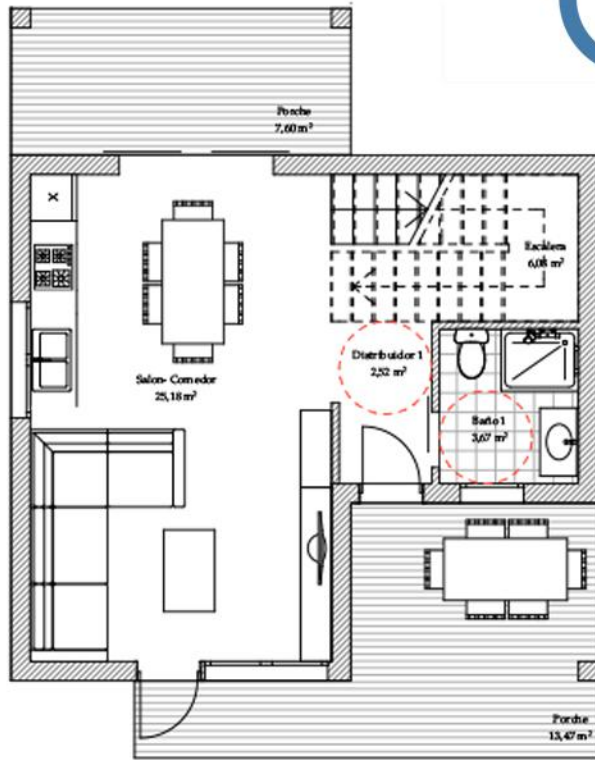 Porche
7,60 m²
Escalera
6,08 m²
Distribuidor 1
2,52 m²
Salon- Comedor
25,18 m²
Baño 1
3,67 m²
Porche
13,47 m²